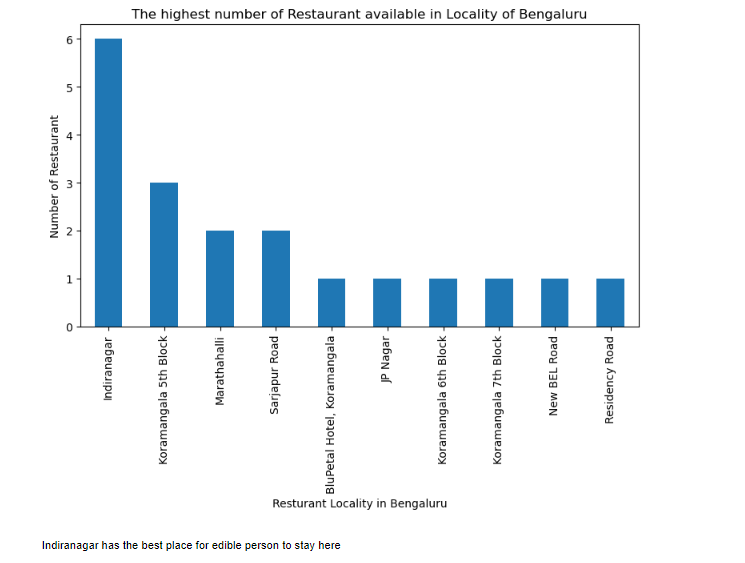 The highest number of Restaurant available in Locality of Bengaluru
Number of Restaurant
6
5
4
3
2
1
0
Indiranagar
Koramangala 5th Block
Marathahalli
Sarjapur Road
BluPetal Hotel, Koramangala
JP Nagar
Koramangala 6th Block
Koramangala 7th Block
New BEL Road
Residency Road
Resturant Locality in Bengaluru
Indiranagar has the best place for edible person to stay here